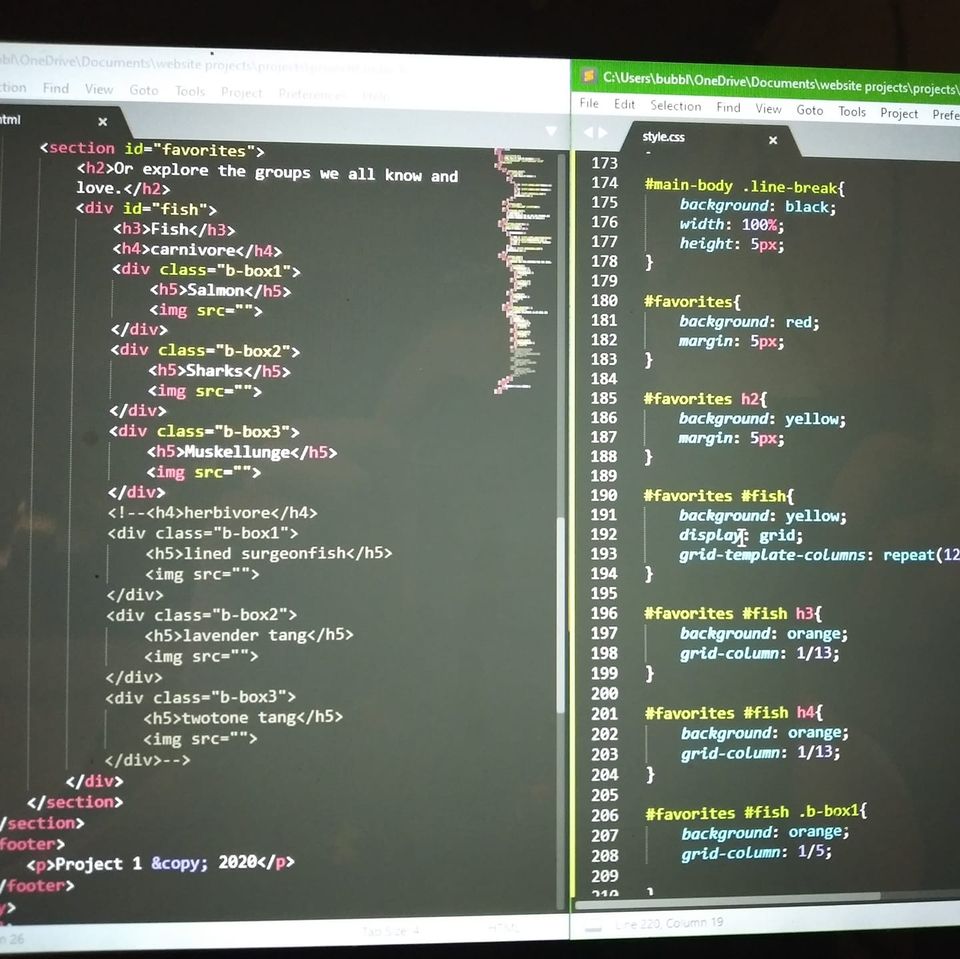 bbl\OneDrive\Documents\website projects\projects\
ction Find View Goto Tools Project Preferences Help
html ×
<section id="favorites">
<h2>Or explore the groups we all know and
love.</h2>
<div id="fish">
<h3>Fish</h3>
<h4>carnivore</h4>
<div class="b-box1">
<h5>Salmon</h5>
<img src="">
</div>
<div class="b-box2">
<h5>Sharks</h5>
<img src="">
</div>
<div class="b-box3">
<h5>Muskellunge</h5>
<img src="">
</div>
<!--<h4>herbivore</h4>
<div class="b-box1">
<h5>lined surgeonfish</h5>
<img src="">
</div>
<div class="b-box2">
<h5>lavender tang</h5>
<img src="">
</div>
<div class="b-box3">
<h5>twotone tang</h5>
<img src="">
</div>-->
</div>
</section>
/section>
footer>
<p>Project 1 &copy; 2020</p>
/footer>
y>
n 26 Tab Size: 4 HTML
C:\Users\bubbl\OneDrive\Documents\website projects\projects\
File Edit Selection Find View Goto Tools Project Prefe
style.css ×
173
174 #main-body .line-break{
175 background: black;
176 width: 100%;
177 height: 5px;
178 }
179
180 #favorites{
181 background: red;
182 margin: 5px;
183 }
184
185 #favorites h2{
186 background: yellow;
187 margin: 5px;
188 }
189
190 #favorites #fish{
191 background: yellow;
192 display: grid;
193 grid-template-columns: repeat(12
194 }
195
196 #favorites #fish h3{
197 background: orange;
198 grid-column: 1/13;
199 }
200
201 #favorites #fish h4{
202 background: orange;
203 grid-column: 1/13;
204 }
205
206 #favorites #fish .b-box1{
207 background: orange;
208 grid-column: 1/5;
209
210 }
Line 220, Column 19